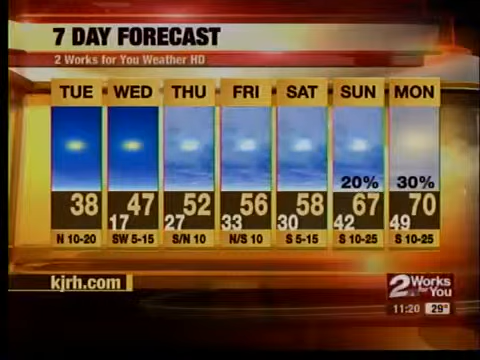 7 DAY FORECAST
2 Works for You Weather HD
TUE WED THU FRI SAT SUN MON
20% 30%
38 47 52 56 58 67 70
17 27 33 30 42 49
N 10-20 SW 5-15 S/N 10 N/S 10 S 5-15 S 10-25 S 10-25
kjrh.com
2 Works for You
11:20 29°